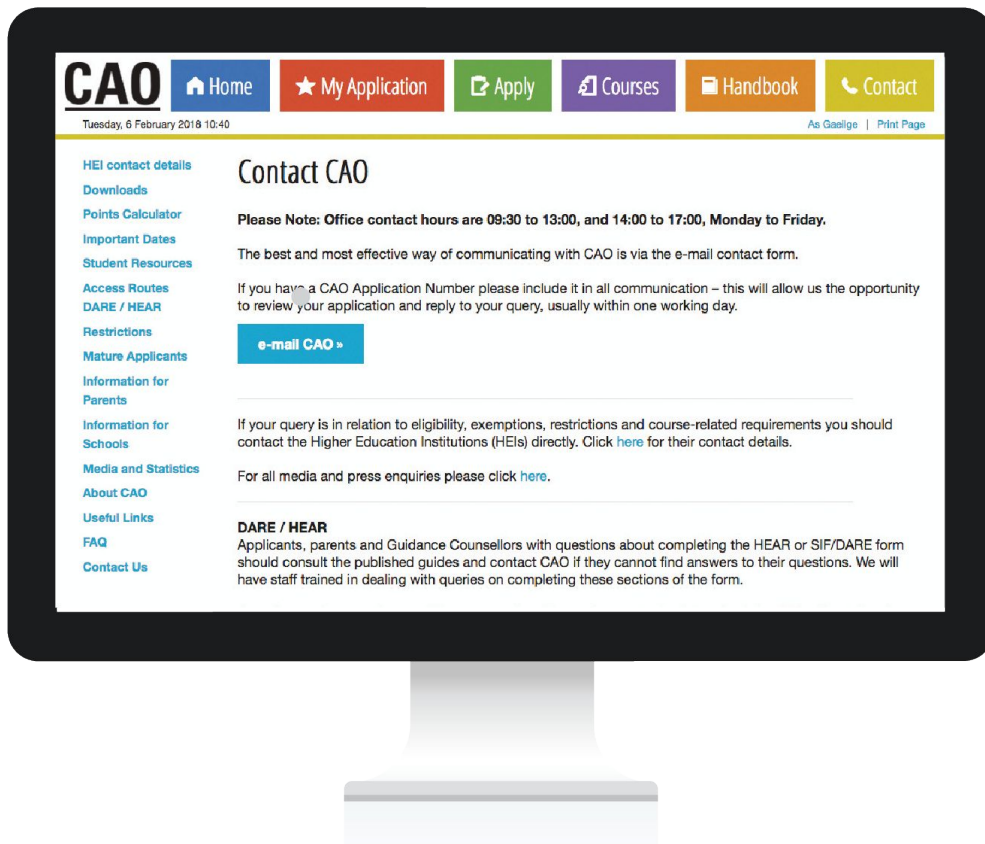 CAO
Home
My Application
Apply
Courses
Handbook
Contact
Tuesday, 6 February 2018 10:40
As Gaeilge | Print Page
HEI contact details
Downloads
Points Calculator
Important Dates
Student Resources
Access Routes
DARE / HEAR
Restrictions
Mature Applicants
Information for
Parents
Information for
Schools
Media and Statistics
About CAO
Useful Links
FAQ
Contact Us
Contact CAO
Please Note: Office contact hours are 09:30 to 13:00, and 14:00 to 17:00, Monday to Friday.
The best and most effective way of communicating with CAO is via the e-mail contact form.
If you have a CAO Application Number please include it in all communication – this will allow us the opportunity
to review your application and reply to your query, usually within one working day.
e-mail CAO »
If your query is in relation to eligibility, exemptions, restrictions and course-related requirements you should
contact the Higher Education Institutions (HEIs) directly. Click here for their contact details.
For all media and press enquiries please click here.
DARE / HEAR
Applicants, parents and Guidance Counsellors with questions about completing the HEAR or SIF/DARE form
should consult the published guides and contact CAO if they cannot find answers to their questions. We will
have staff trained in dealing with queries on completing these sections of the form.